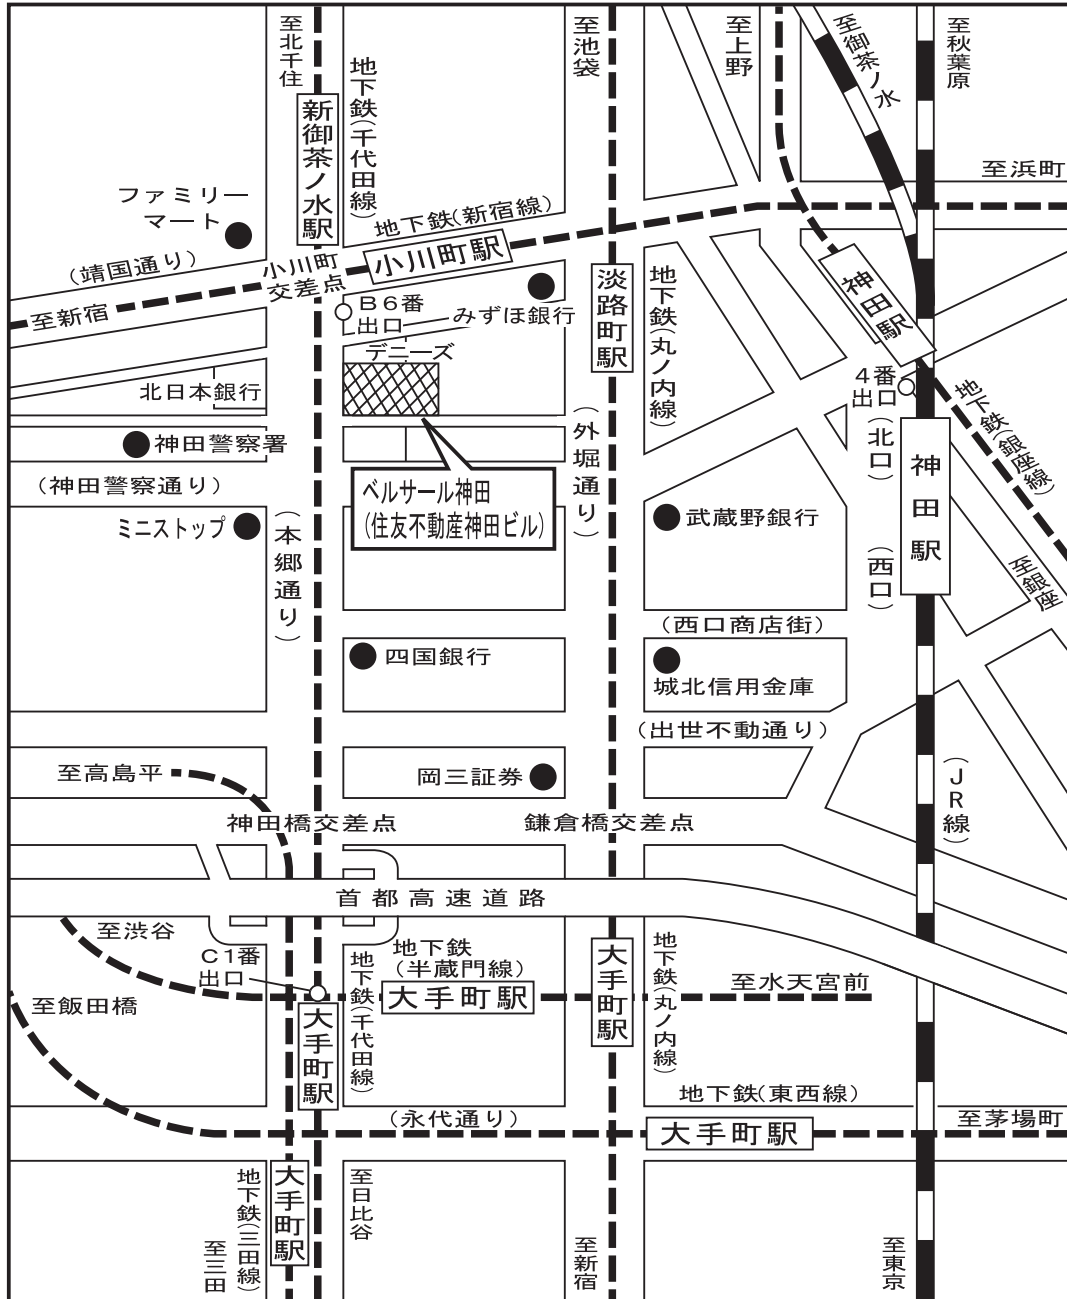 至北千住
至池袋
至上野
至御茶ノ水
至秋葉原
地下鉄(千代田線)
新御茶ノ水駅
至浜町
ファミリー
マート
地下鉄(新宿線)
(靖国通り)
小川町
交差点
小川町駅
至新宿
B6番
出口
みずほ銀行
淡路町駅
地下鉄(丸ノ内線)
神田駅
デニーズ
北日本銀行
4番
出口
地下鉄(銀座線)
神田警察署
(外堀通り)
(北口)
神田駅
(神田警察通り)
ベルサール神田
(住友不動産神田ビル)
ミニストップ
(本郷通り)
武蔵野銀行
(西口)
至銀座
(西口商店街)
四国銀行
城北信用金庫
(出世不動通り)
至高島平
岡三証券
(JR線)
神田橋交差点
鎌倉橋交差点
首都高速道路
至渋谷
C1番
出口
地下鉄
(半蔵門線)
大手町駅
地下鉄(丸ノ内線)
至水天宮前
至飯田橋
大手町駅
地下鉄(千代田線)
大手町駅
地下鉄(東西線)
(永代通り)
大手町駅
至茅場町
地下鉄(三田線)
大手町駅
至日比谷
至三田
至新宿
至東京